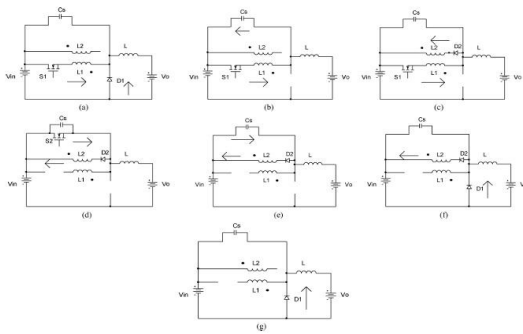 Cs
L2
L
Vin
S1
L1
D1
Vo
(a)
Cs
L2
L
Vin
S1
L1
Vo
(b)
Cs
L2
D2
L
Vin
S1
L1
Vo
(c)
Cs
S2
L2
D2
L
L1
Vin
Vo
(d)
Cs
L2
D2
L
L1
Vin
Vo
(e)
Cs
L2
D2
L
L1
Vin
D1
(f)
Cs
L2
L
Vin
L1
D1
Vo
(g)